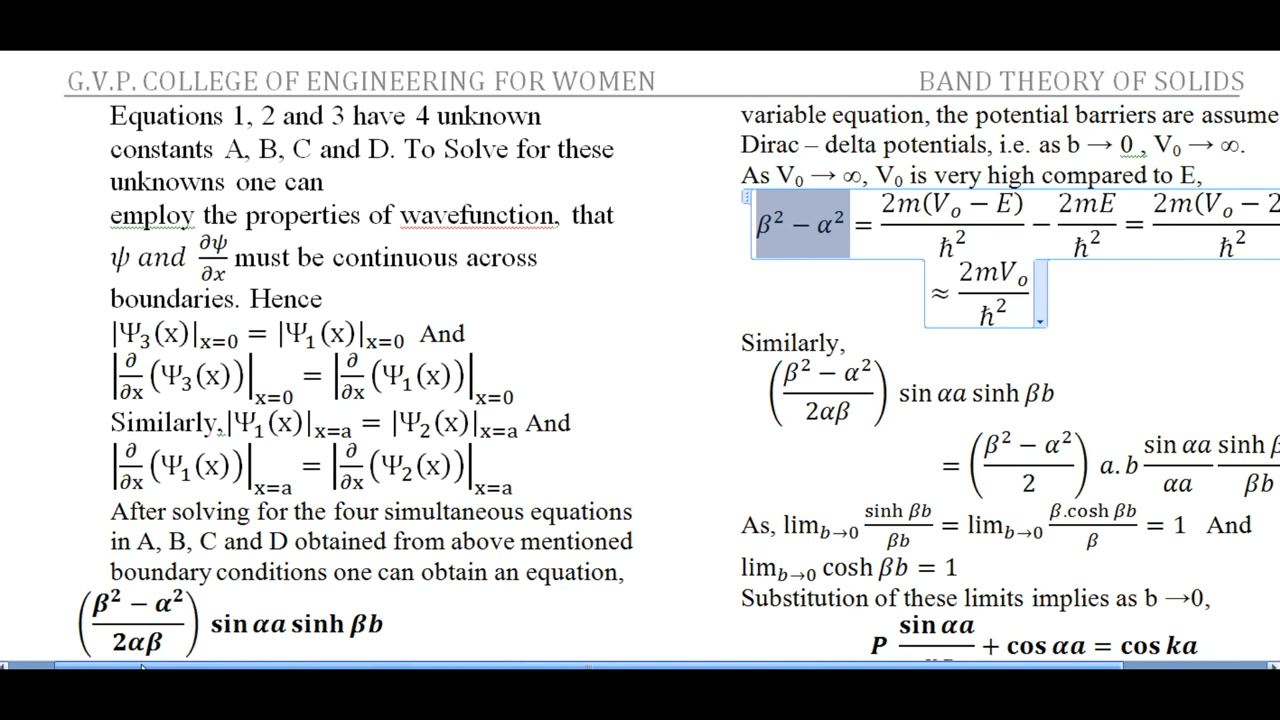 G.V.P. COLLEGE OF ENGINEERING FOR WOMEN
BAND THEORY OF SOLIDS
Equations 1, 2 and 3 have 4 unknown
constants A, B, C and D. To Solve for these
unknowns one can
employ the properties of wavefunction, that
ψ and ∂ψ/∂x must be continuous across
boundaries. Hence
|Ψ₃(x)|ₓ₌₀ = |Ψ₁(x)|ₓ₌₀ And
|∂/∂x (Ψ₃(x))|ₓ₌₀ = |∂/∂x (Ψ₁(x))|ₓ₌₀
Similarly,|Ψ₁(x)|ₓ₌ₐ = |Ψ₂(x)|ₓ₌ₐ And
|∂/∂x (Ψ₁(x))|ₓ₌ₐ = |∂/∂x (Ψ₂(x))|ₓ₌ₐ
After solving for the four simultaneous equations
in A, B, C and D obtained from above mentioned
boundary conditions one can obtain an equation,
((β² − α²)/2αβ) sin αa sinh βb
variable equation, the potential barriers are assume
Dirac – delta potentials, i.e. as b → 0 , V₀ → ∞.
As V₀ → ∞, V₀ is very high compared to E,
β² − α² = 2m(Vₒ − E)/ħ² − 2mE/ħ² = 2m(Vₒ − 2/ħ²
≈ 2mVₒ/ħ²
Similarly,
((β² − α²)/2αβ) sin αa sinh βb
= ((β² − α²)/2) a.b sin αa/αa sinh β/βb
As, lim b→0 sinh βb/βb = lim b→0 β.cosh βb/β = 1 And
lim b→0 cosh βb = 1
Substitution of these limits implies as b →0,
P sin αa + cos αa = cos ka